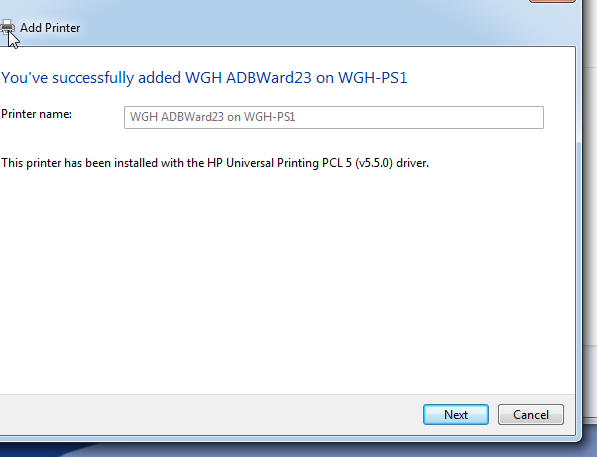 Add Printer
You've successfully added WGH ADBWard23 on WGH-PS1
Printer name:
WGH ADBWard23 on WGH-PS1
This printer has been installed with the HP Universal Printing PCL 5 (v5.5.0) driver.
Next
Cancel